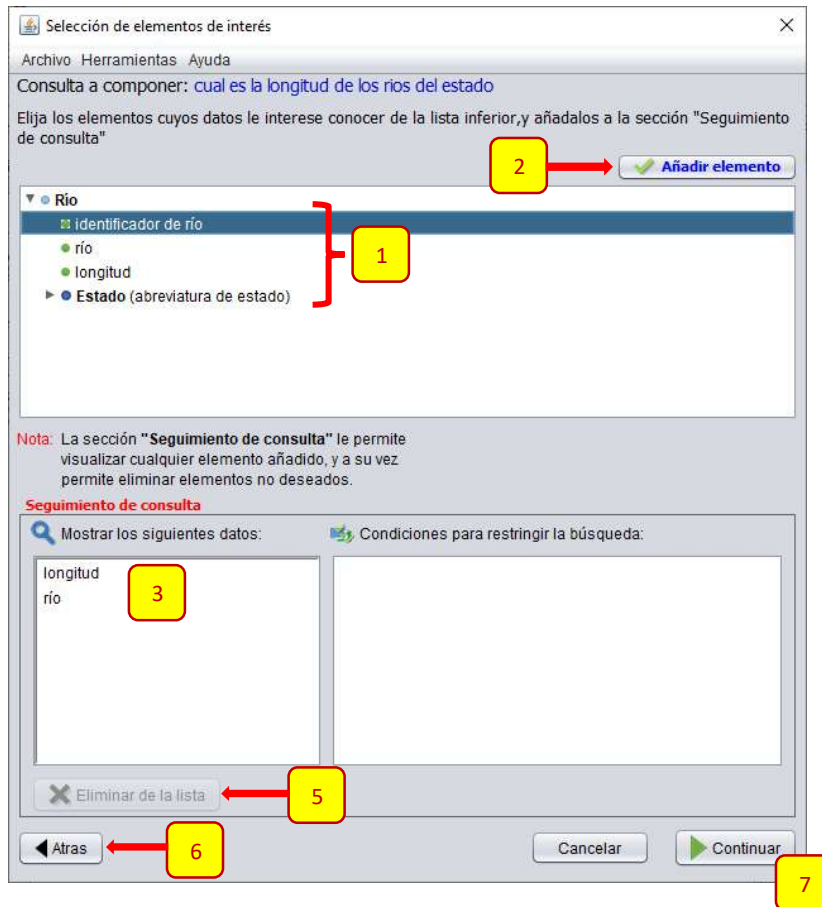 Selección de elementos de interés
Archivo Herramientas Ayuda
Consulta a componer: cual es la longitud de los rios del estado
Elija los elementos cuyos datos le interese conocer de la lista inferior,y añadalos a la sección "Seguimiento
de consulta"
2
Añadir elemento
Río
identificador de río
río
longitud
Estado (abreviatura de estado)
1
Nota: La sección "Seguimiento de consulta" le permite
visualizar cualquier elemento añadido, y a su vez
permite eliminar elementos no deseados.
Seguimiento de consulta
Mostrar los siguientes datos:
Condiciones para restringir la búsqueda:
longitud
río
3
Eliminar de la lista
5
Atras
6
Cancelar
Continuar
7